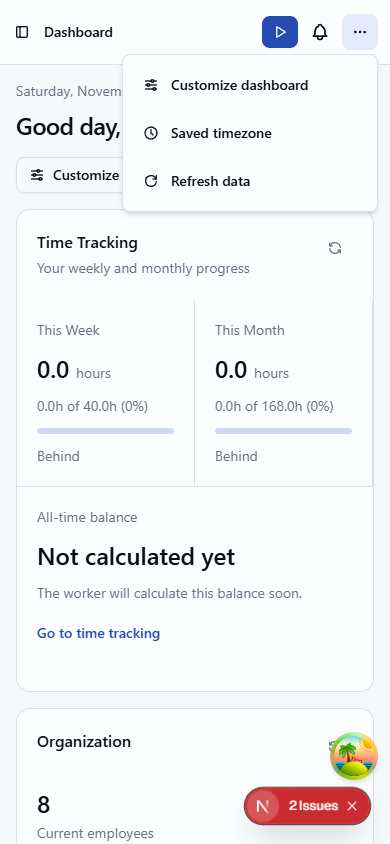 Dashboard
Customize dashboard
Saved timezone
Refresh data
Saturday, Novem
Good day,
Customize
Time Tracking
Your weekly and monthly progress
This Week
0.0 hours
0.0h of 40.0h (0%)
Behind
This Month
0.0 hours
0.0h of 168.0h (0%)
Behind
All-time balance
Not calculated yet
The worker will calculate this balance soon.
Go to time tracking
Organization
8
Current employees
N
2 Issues